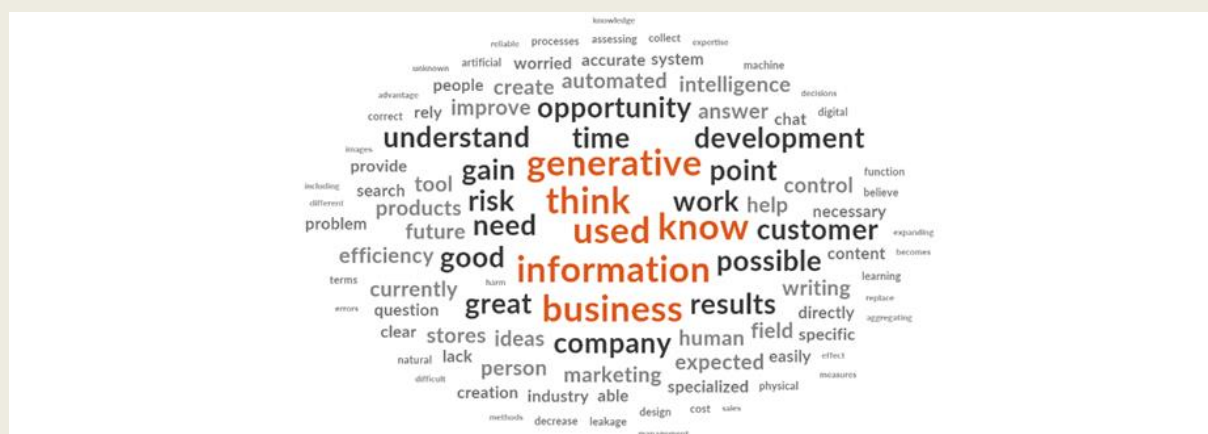 knowledge
reliable processes assessing collect expertise
unknown artificial worried accurate system machine
advantage people create automated intelligence decisions
correct rely improve opportunity answer chat digital
images understand time development
provide gain generative point function
including search tool risk think work help control believe
different products necessary
problem future need used know customer expanding
efficiency good information possible content becomes
terms currently harm writing learning
errors question great business results directly replace
aggregating
clear stores ideas company human field specific
natural lack person marketing expected easily effect
difficult specialized physical measures
creation industry able
methods decrease leakage design cost sales
management